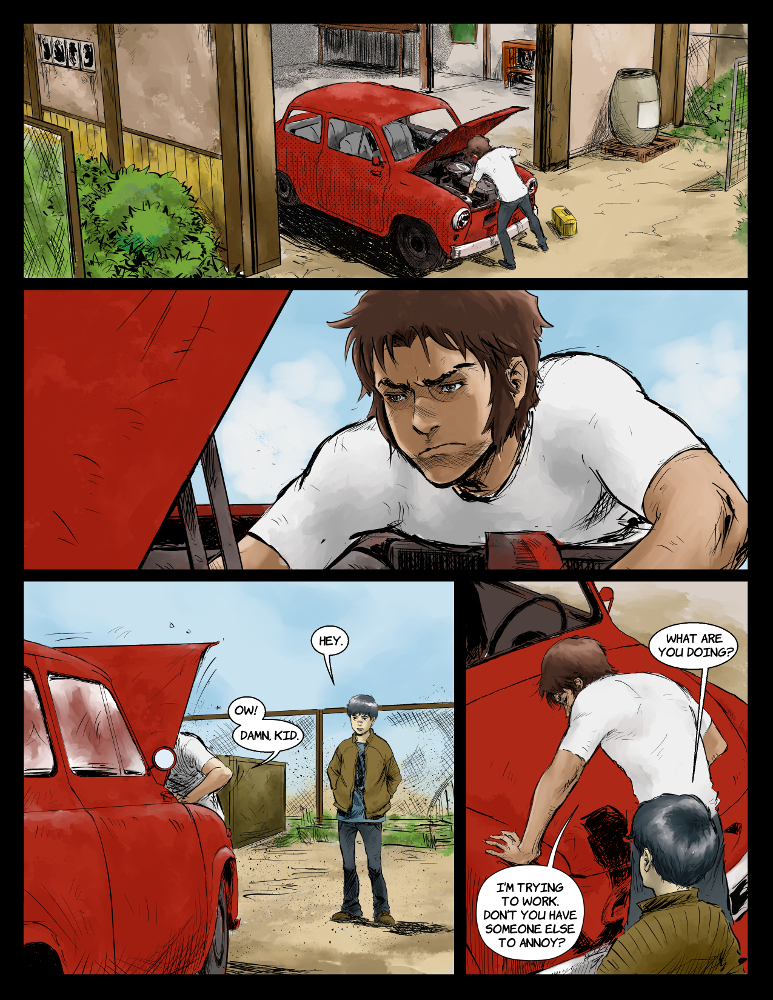 HEY.
OW!
DAMN, KID.
WHAT ARE
YOU DOING?
I'M TRYING
TO WORK.
DON'T YOU HAVE
SOMEONE ELSE
TO ANNOY?